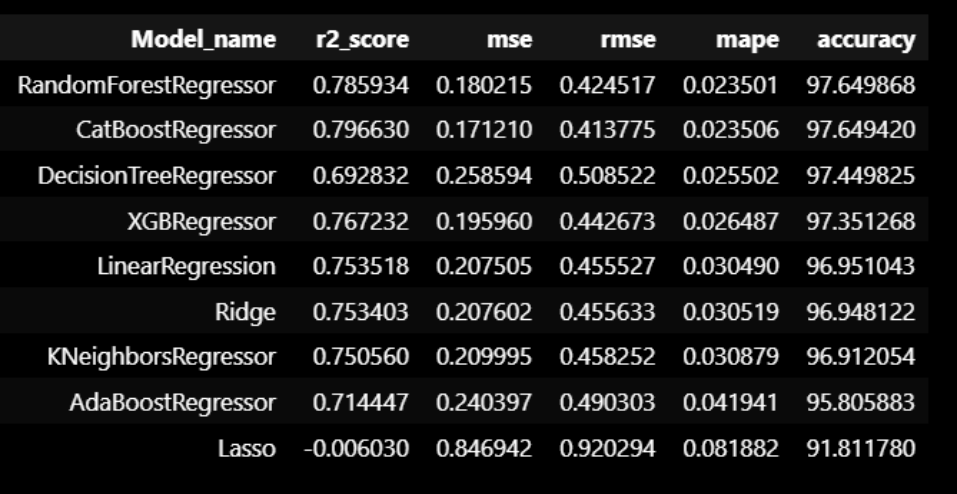 Model_name r2_score mse rmse mape accuracy
RandomForestRegressor 0.785934 0.180215 0.424517 0.023501 97.649868
CatBoostRegressor 0.796630 0.171210 0.413775 0.023506 97.649420
DecisionTreeRegressor 0.692832 0.258594 0.508522 0.025502 97.449825
XGBRegressor 0.767232 0.195960 0.442673 0.026487 97.351268
LinearRegression 0.753518 0.207505 0.455527 0.030490 96.951043
Ridge 0.753403 0.207602 0.455633 0.030519 96.948122
KNeighborsRegressor 0.750560 0.209995 0.458252 0.030879 96.912054
AdaBoostRegressor 0.714447 0.240397 0.490303 0.041941 95.805883
Lasso -0.006030 0.846942 0.920294 0.081882 91.811780